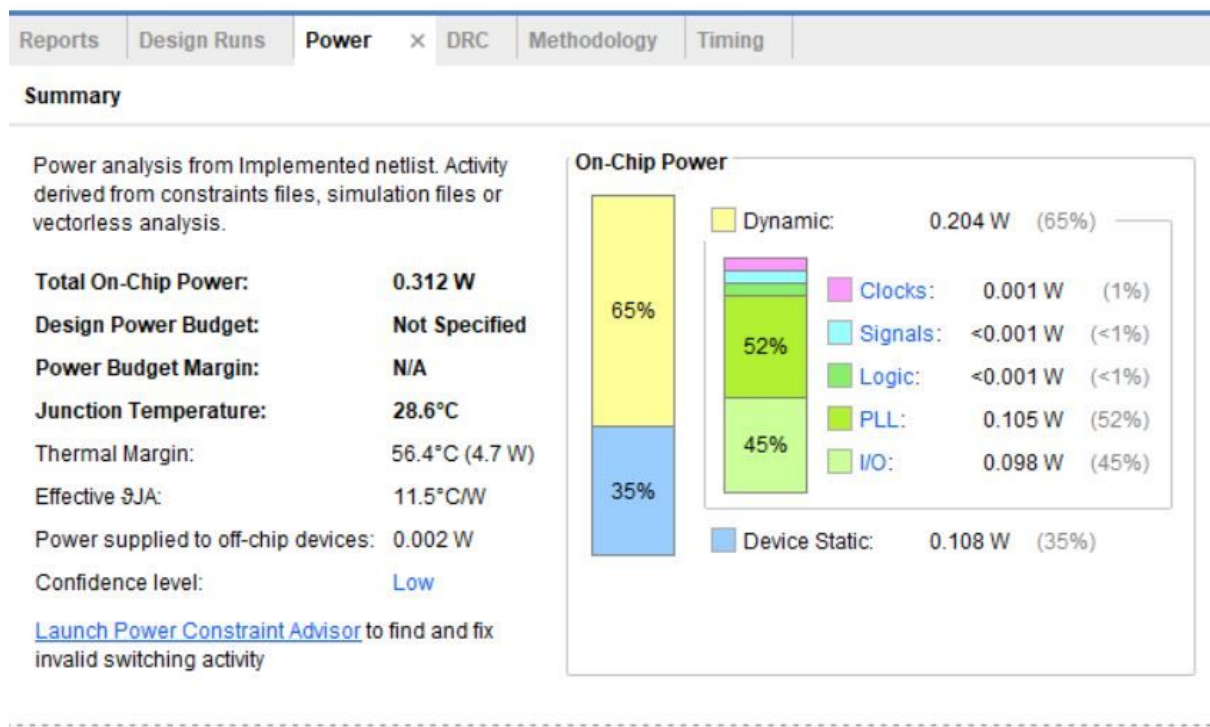 Reports Design Runs Power × DRC Methodology Timing
Summary
Power analysis from Implemented netlist. Activity
derived from constraints files, simulation files or
vectorless analysis.
Total On-Chip Power: 0.312 W
Design Power Budget: Not Specified
Power Budget Margin: N/A
Junction Temperature: 28.6°C
Thermal Margin: 56.4°C (4.7 W)
Effective ϑJA: 11.5°C/W
Power supplied to off-chip devices: 0.002 W
Confidence level: Low
Launch Power Constraint Advisor to find and fix
invalid switching activity
On-Chip Power
65%
35%
Dynamic: 0.204 W (65%)
52%
45%
Clocks: 0.001 W (1%)
Signals: <0.001 W (<1%)
Logic: <0.001 W (<1%)
PLL: 0.105 W (52%)
I/O: 0.098 W (45%)
Device Static: 0.108 W (35%)